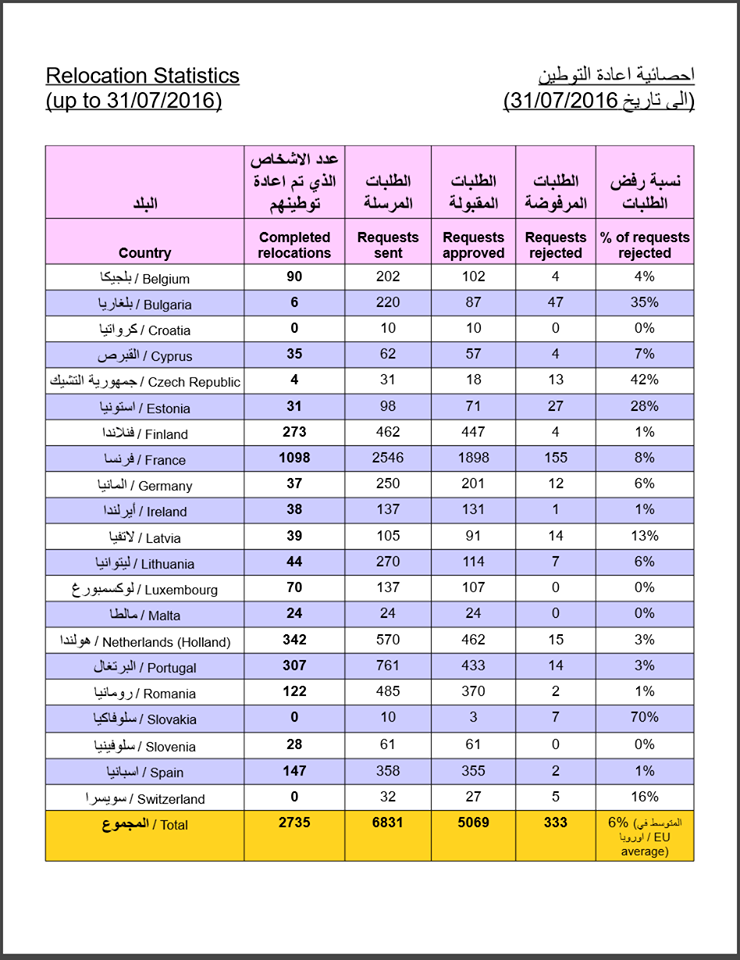 Relocation Statistics
(up to 31/07/2016)
احصائية اعادة التوطين
(الى تاريخ 31/07/2016)
البلد عدد الاشخاص الذي تم اعادة توطينهم الطلبات المرسلة الطلبات المقبولة الطلبات المرفوضة نسبة رفض الطلبات
Country Completed relocations Requests sent Requests approved Requests rejected % of requests rejected
بلجيكا / Belgium 90 202 102 4 4%
بلغاريا / Bulgaria 6 220 87 47 35%
كرواتيا / Croatia 0 10 10 0 0%
القبرص / Cyprus 35 62 57 4 7%
جمهورية التشيك / Czech Republic 4 31 18 13 42%
استونيا / Estonia 31 98 71 27 28%
فنلاندا / Finland 273 462 447 4 1%
فرنسا / France 1098 2546 1898 155 8%
المانيا / Germany 37 250 201 12 6%
أيرلندا / Ireland 38 137 131 1 1%
لاتفيا / Latvia 39 105 91 14 13%
ليتوانيا / Lithuania 44 270 114 7 6%
لوكسمبورغ / Luxembourg 70 137 107 0 0%
مالطا / Malta 24 24 24 0 0%
هولندا / Netherlands (Holland) 342 570 462 15 3%
البرتغال / Portugal 307 761 433 14 3%
رومانيا / Romania 122 485 370 2 1%
سلوفاكيا / Slovakia 0 10 3 7 70%
سلوفينيا / Slovenia 28 61 61 0 0%
اسبانيا / Spain 147 358 355 2 1%
سويسرا / Switzerland 0 32 27 5 16%
المجموع / Total 2735 6831 5069 333 6% (المتوسط في اوروبا / EU average)